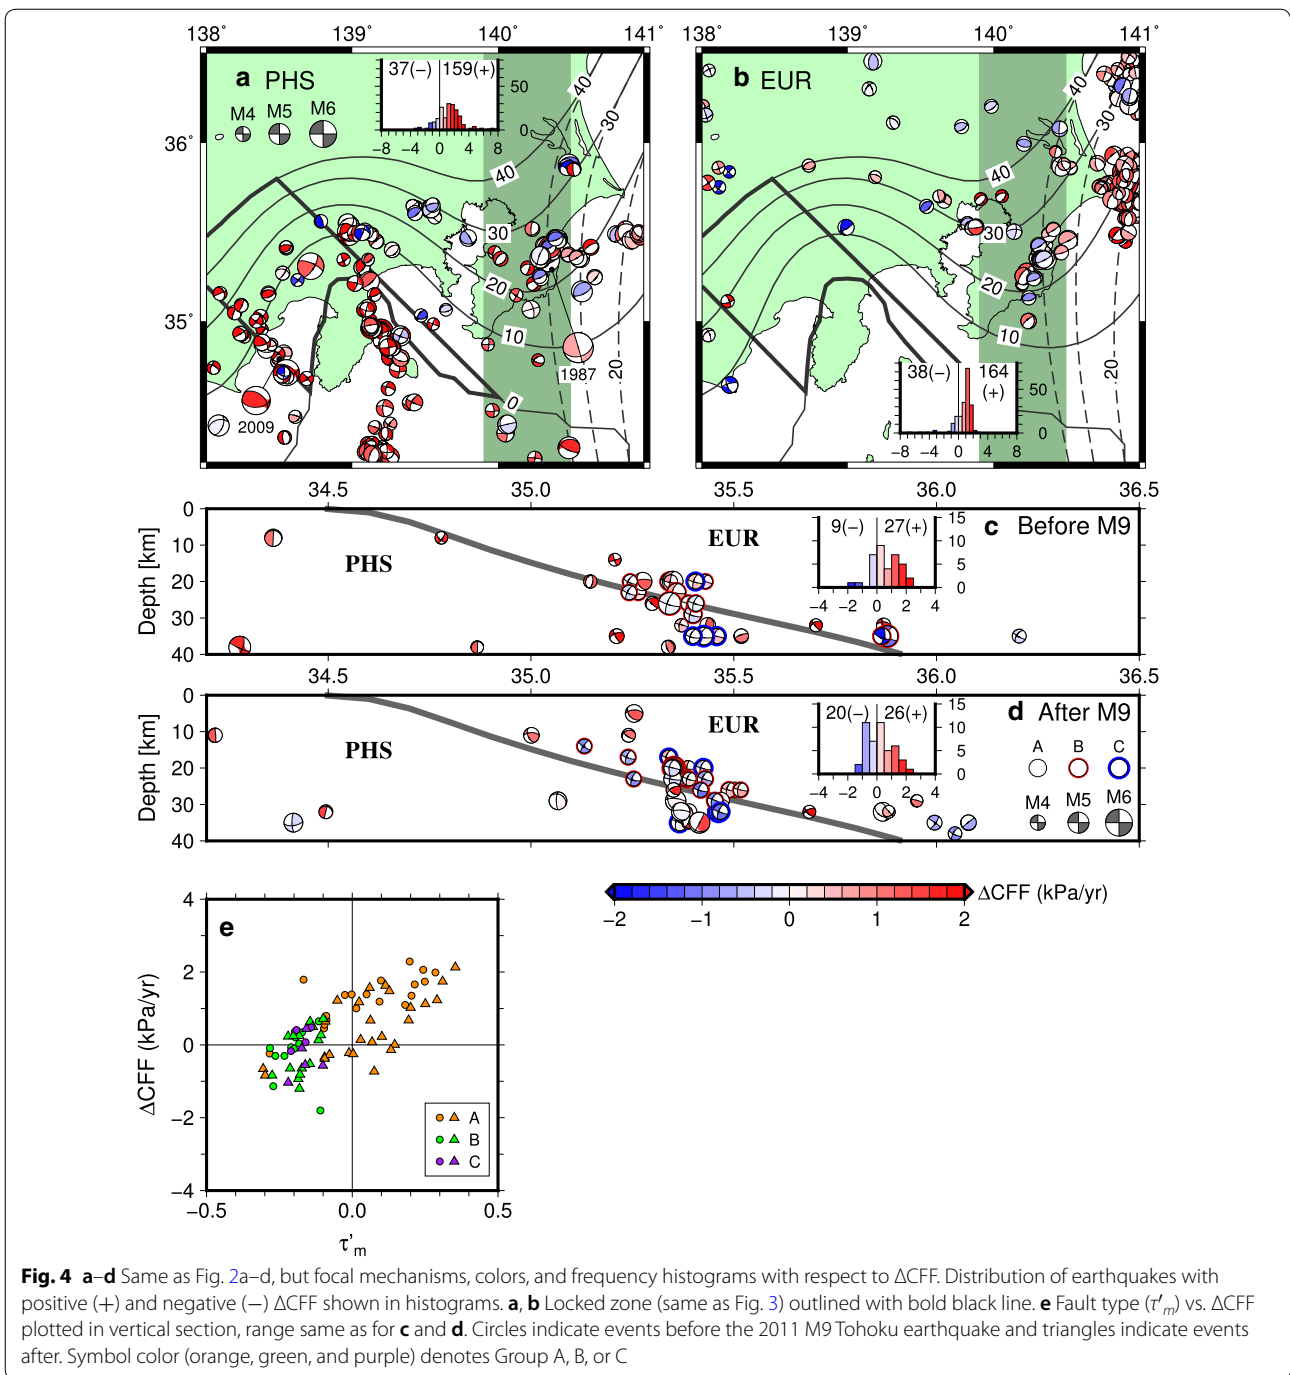 138° 139° 140° 141° 138° 139° 140° 141°
a PHS
M4 M5 M6
37(−) 159(+)
50
0
−8 −4 0 4 8
b EUR
36°
35°
40
30
40
30
20
10
0
20
1987
2009
40
30
40
30
20
10
20
38(−) 164
(+)
50
0
−8 −4 0 4 8
34.5 35.0 35.5 36.0 36.5
Depth [km]
0
10
20
30
40
PHS
EUR
9(−) 27(+)
15
10
5
0
−4 −2 0 2 4
c Before M9
34.5 35.0 35.5 36.0 36.5
Depth [km]
0
10
20
30
40
PHS
EUR
20(−) 26(+)
15
10
5
0
d After M9
A B C
M4 M5 M6
ΔCFF (kPa/yr)
−2 −1 0 1 2
e
ΔCFF (kPa/yr)
4
2
0
−2
−4
A
B
C
−0.5 0.0 0.5
τ'm
Fig. 4 a–d Same as Fig. 2a–d, but focal mechanisms, colors, and frequency histograms with respect to ΔCFF. Distribution of earthquakes with
positive (+) and negative (−) ΔCFF shown in histograms. a, b Locked zone (same as Fig. 3) outlined with bold black line. e Fault type (τ′m) vs. ΔCFF
plotted in vertical section, range same as for c and d. Circles indicate events before the 2011 M9 Tohoku earthquake and triangles indicate events
after. Symbol color (orange, green, and purple) denotes Group A, B, or C